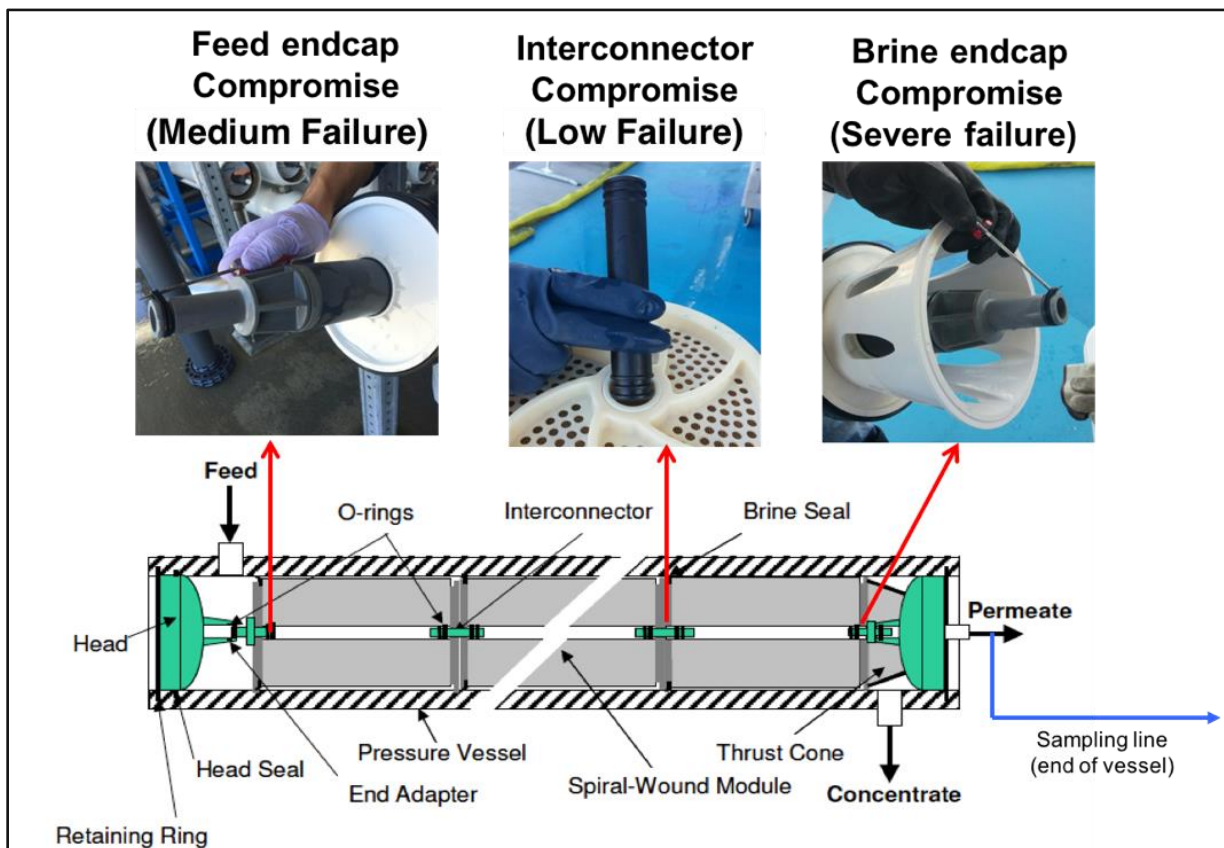 Feed endcap
Compromise
(Medium Failure)
Interconnector
Compromise
(Low Failure)
Brine endcap
Compromise
(Severe failure)
Feed
O-rings
Interconnector
Brine Seal
Head
Permeate
Head Seal
End Adapter
Pressure Vessel
Spiral-Wound Module
Thrust Cone
Concentrate
Sampling line
(end of vessel)
Retaining Ring